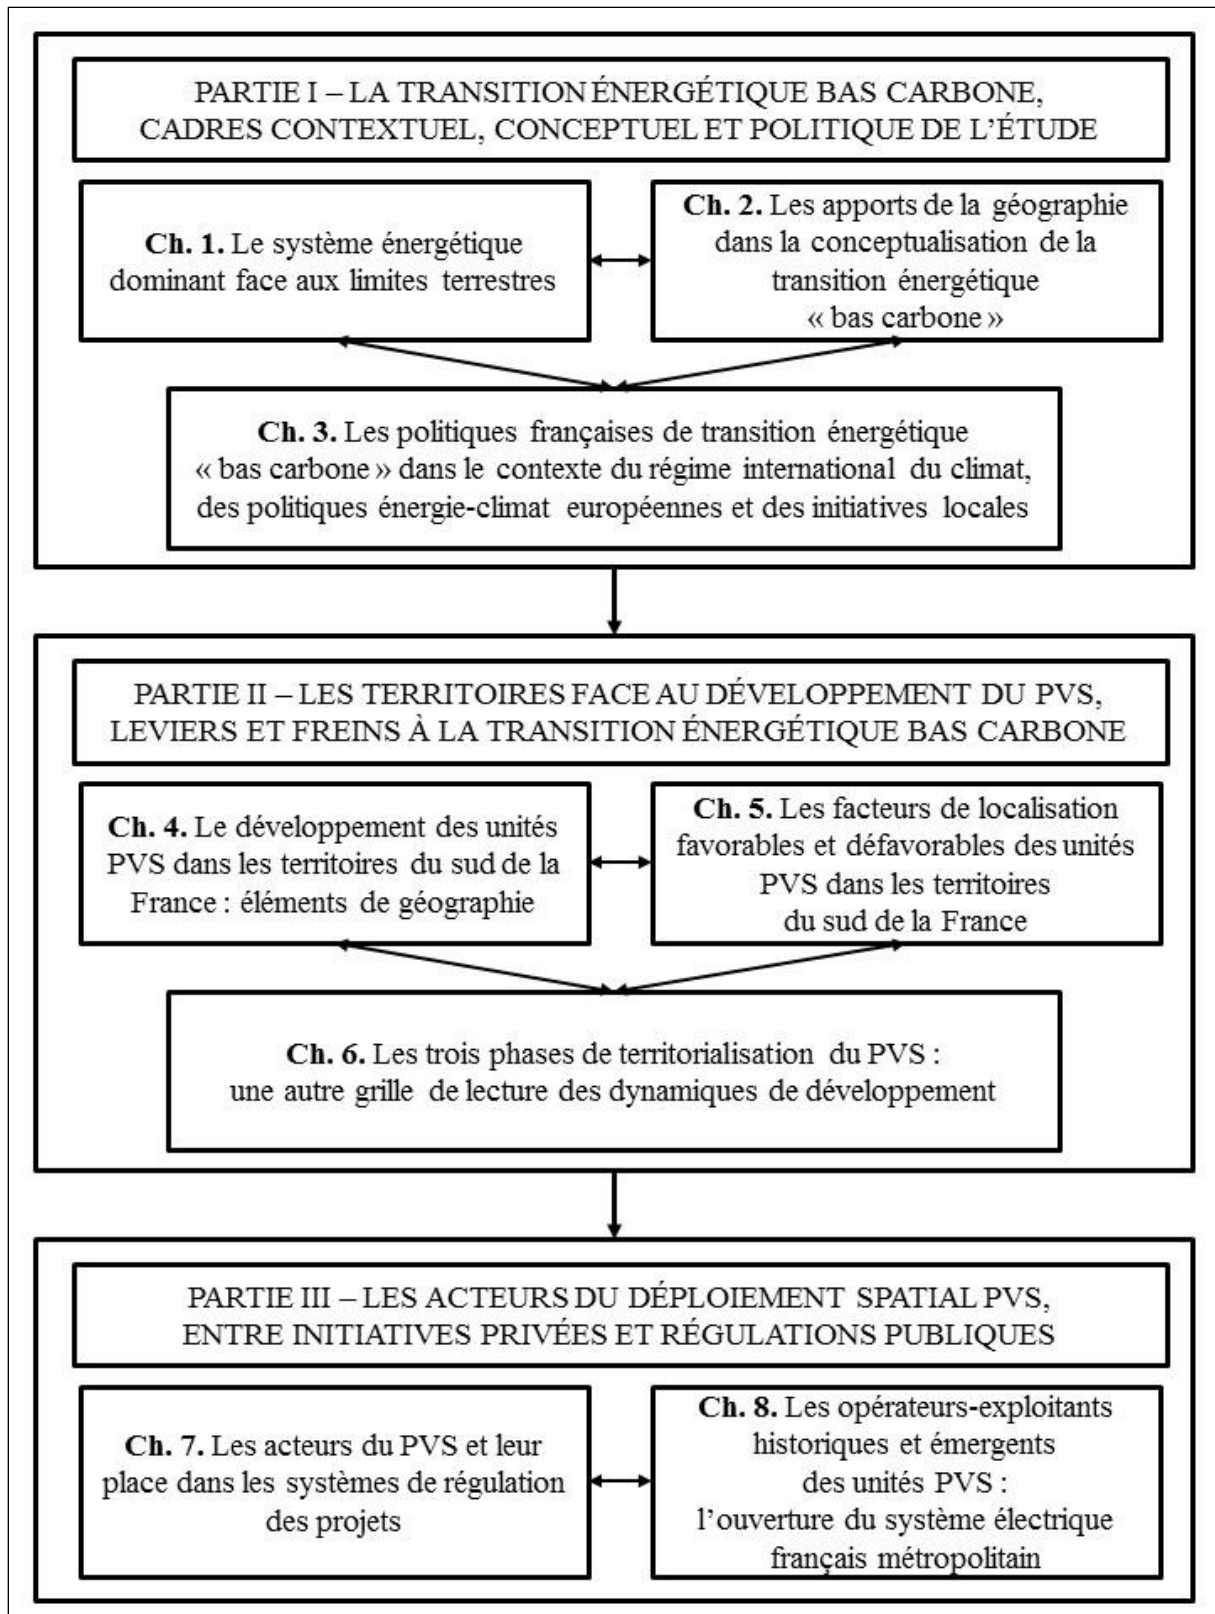 PARTIE I – LA TRANSITION ÉNERGÉTIQUE BAS CARBONE,
CADRES CONTEXTUEL, CONCEPTUEL ET POLITIQUE DE L’ÉTUDE
Ch. 1. Le système énergétique
dominant face aux limites terrestres
Ch. 2. Les apports de la géographie
dans la conceptualisation de la
transition énergétique
« bas carbone »
Ch. 3. Les politiques françaises de transition énergétique
« bas carbone » dans le contexte du régime international du climat,
des politiques énergie-climat européennes et des initiatives locales
PARTIE II – LES TERRITOIRES FACE AU DÉVELOPPEMENT DU PVS,
LEVIERS ET FREINS À LA TRANSITION ÉNERGÉTIQUE BAS CARBONE
Ch. 4. Le développement des unités
PVS dans les territoires du sud de la
France : éléments de géographie
Ch. 5. Les facteurs de localisation
favorables et défavorables des unités
PVS dans les territoires
du sud de la France
Ch. 6. Les trois phases de territorialisation du PVS :
une autre grille de lecture des dynamiques de développement
PARTIE III – LES ACTEURS DU DÉPLOIEMENT SPATIAL PVS,
ENTRE INITIATIVES PRIVÉES ET RÉGULATIONS PUBLIQUES
Ch. 7. Les acteurs du PVS et leur
place dans les systèmes de régulation
des projets
Ch. 8. Les opérateurs-exploitants
historiques et émergents
des unités PVS :
l’ouverture du système électrique
français métropolitain